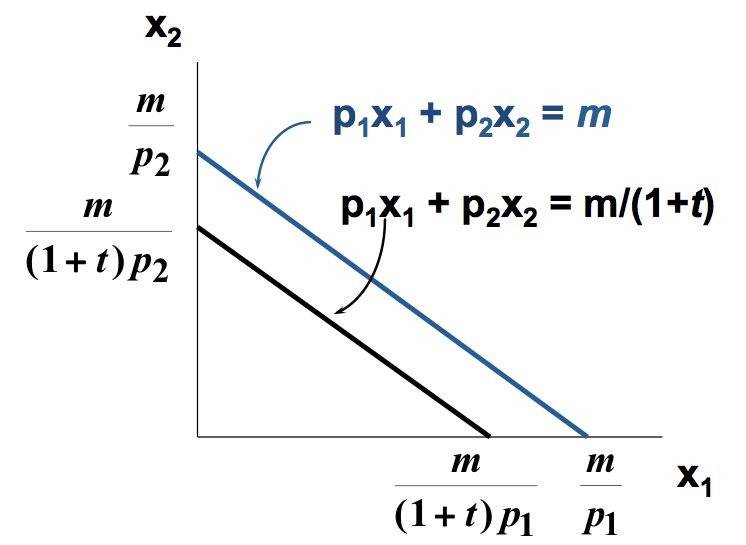 x₂
m
p₂
p₁x₁ + p₂x₂ = m
m
(1+t)p₂
p₁x₁ + p₂x₂ = m/(1+t)
m
(1+t)p₁
m
p₁
x₁